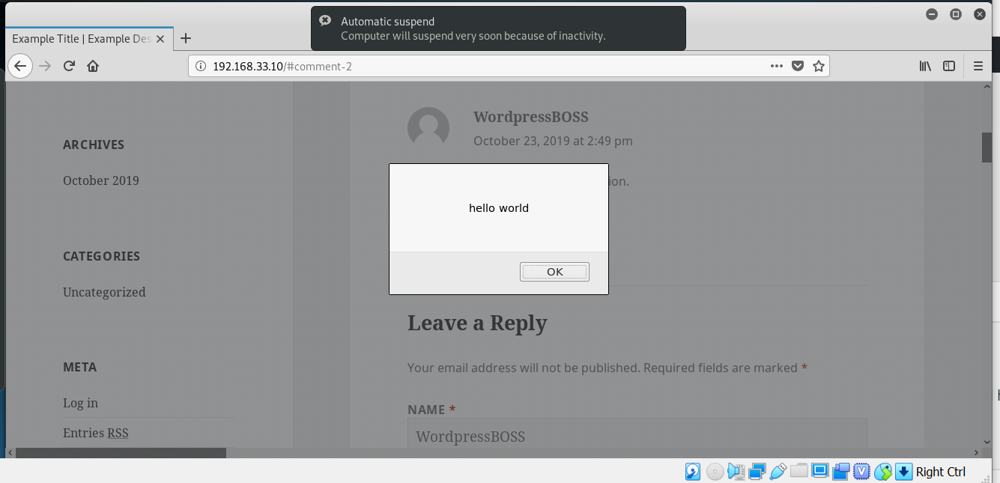 Automatic suspend
Computer will suspend very soon because of inactivity.
Example Title | Example Des
192.168.33.10/#comment-2
ARCHIVES
October 2019
CATEGORIES
Uncategorized
META
Log in
Entries RSS
WordpressBOSS
October 23, 2019 at 2:49 pm
ion.
hello world
OK
Leave a Reply
Your email address will not be published. Required fields are marked *
NAME *
WordpressBOSS
Right Ctrl